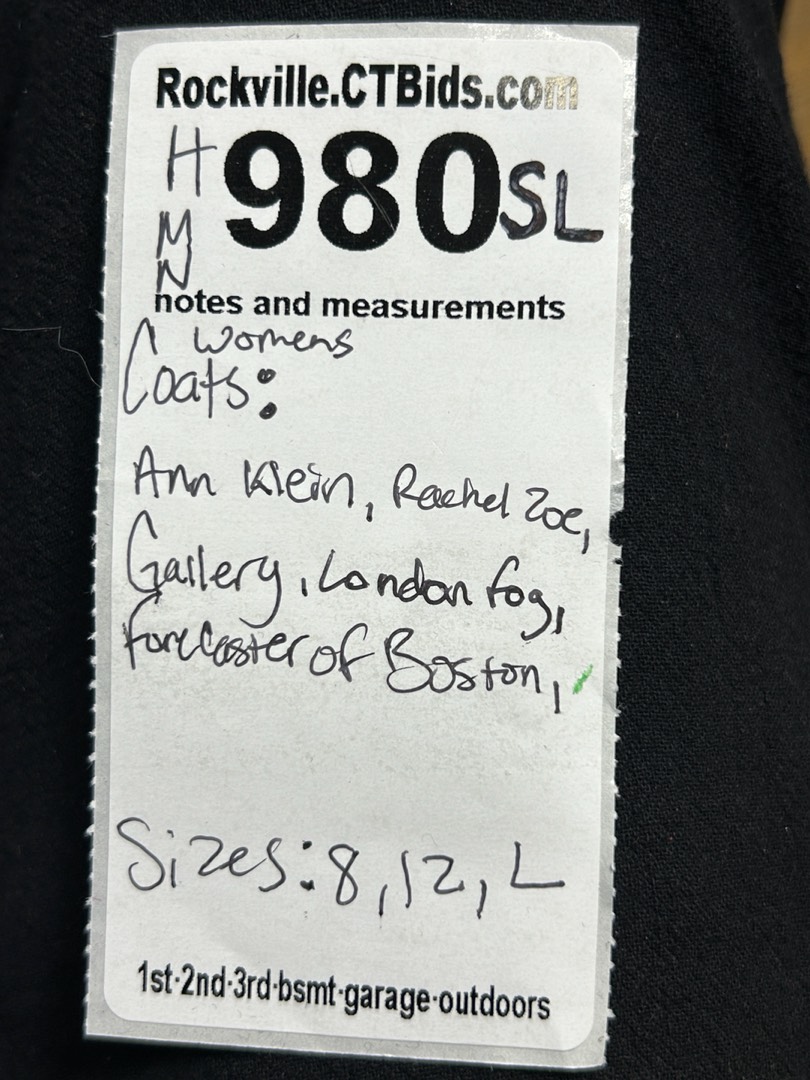 Rockville.CTBids.com
H 980 SL
M
N
notes and measurements
Womens
Coats:
Ann Klein, Rachel Zoe,
Gallery, London Fog,
Forecaster of Boston,
Sizes: 8, 12, L
1st·2nd·3rd·bsmt·garage·outdoors